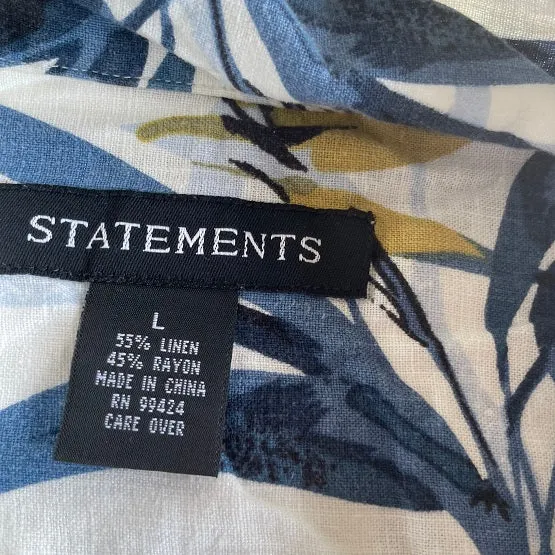 STATEMENTS
L
55% LINEN
45% RAYON
MADE IN CHINA
RN 99424
CARE OVER